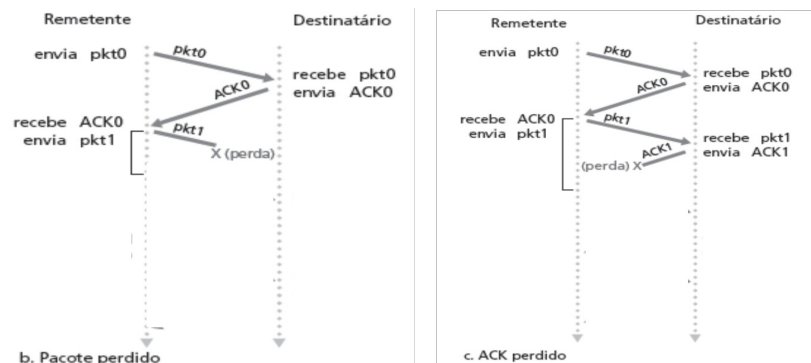 Remetente
Destinatário
envia pkt0
pkt0
recebe pkt0
envia ACK0
ACK0
recebe ACK0
envia pkt1
pkt1
X (perda)
b. Pacote perdido
Remetente
Destinatário
envia pkt0
pkt0
recebe pkt0
envia ACK0
ACK0
recebe ACK0
envia pkt1
pkt1
recebe pkt1
envia ACK1
ACK1
(perda) X
c. ACK perdido